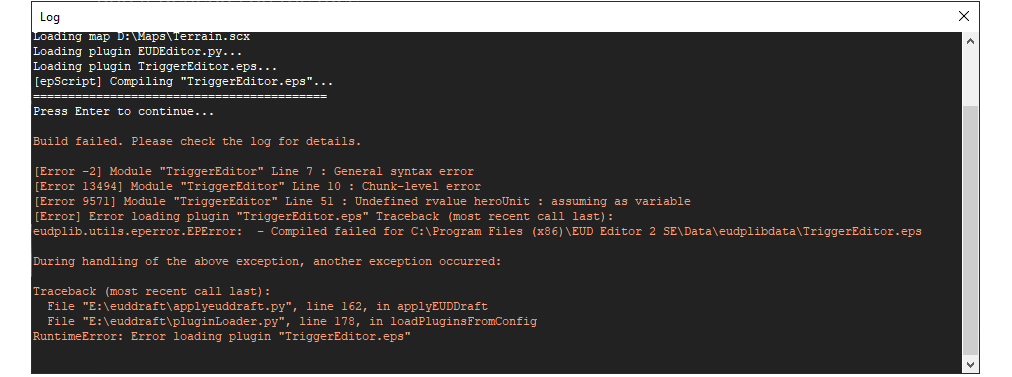 Log
Loading map D:\Maps\Terrain.scx
Loading plugin EUDEditor.py...
Loading plugin TriggerEditor.eps...
[epScript] Compiling "TriggerEditor.eps"...
==========================================
Press Enter to continue...
Build failed. Please check the log for details.
[Error -2] Module "TriggerEditor" Line 7 : General syntax error
[Error 13494] Module "TriggerEditor" Line 10 : Chunk-level error
[Error 9571] Module "TriggerEditor" Line 51 : Undefined rvalue heroUnit : assuming as variable
[Error] Error loading plugin "TriggerEditor.eps" Traceback (most recent call last):
eudplib.utils.eperror.EPError:  - Compiled failed for C:\Program Files (x86)\EUD Editor 2 SE\Data\eudplibdata\TriggerEditor.eps
During handling of the above exception, another exception occurred:
Traceback (most recent call last):
  File "E:\euddraft\applyeuddraft.py", line 162, in applyEUDDraft
  File "E:\euddraft\pluginLoader.py", line 178, in loadPluginsFromConfig
RuntimeError: Error loading plugin "TriggerEditor.eps"